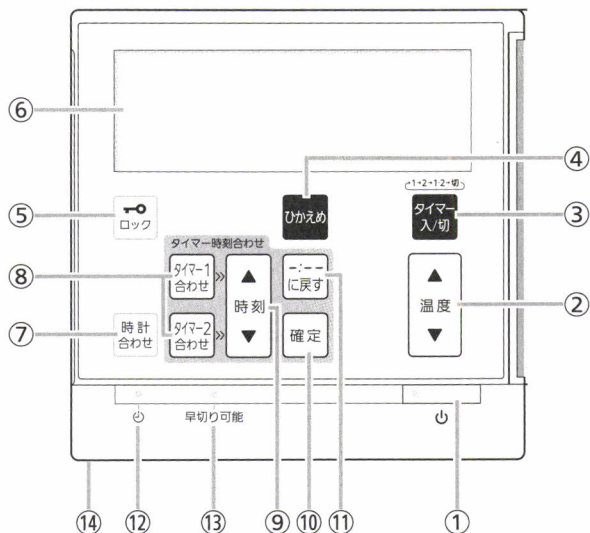 ⑥
④
1→2→1·2→切
⑤
ロック
ひかえめ
タイマー
入/切
③
タイマー時刻合わせ
⑧
タイマー1
合わせ
»
▲
時刻
▼
-:--
に戻す
▲
温度
▼
②
⑦
時計
合わせ
タイマー2
合わせ
»
確定
早切り可能
⑭
⑫
⑬
⑨
⑩
⑪
①